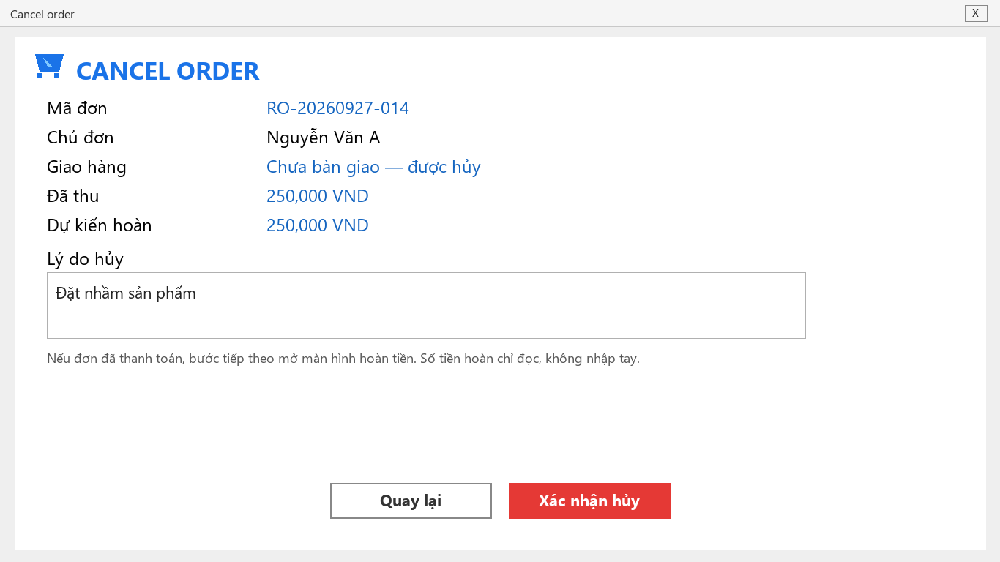 Cancel order X
CANCEL ORDER
Mã đơn RO-20260927-014
Chủ đơn Nguyễn Văn A
Giao hàng Chưa bàn giao — được hủy
Đã thu 250,000 VND
Dự kiến hoàn 250,000 VND
Lý do hủy
Đặt nhầm sản phẩm
Nếu đơn đã thanh toán, bước tiếp theo mở màn hình hoàn tiền. Số tiền hoàn chỉ đọc, không nhập tay.
Quay lại Xác nhận hủy